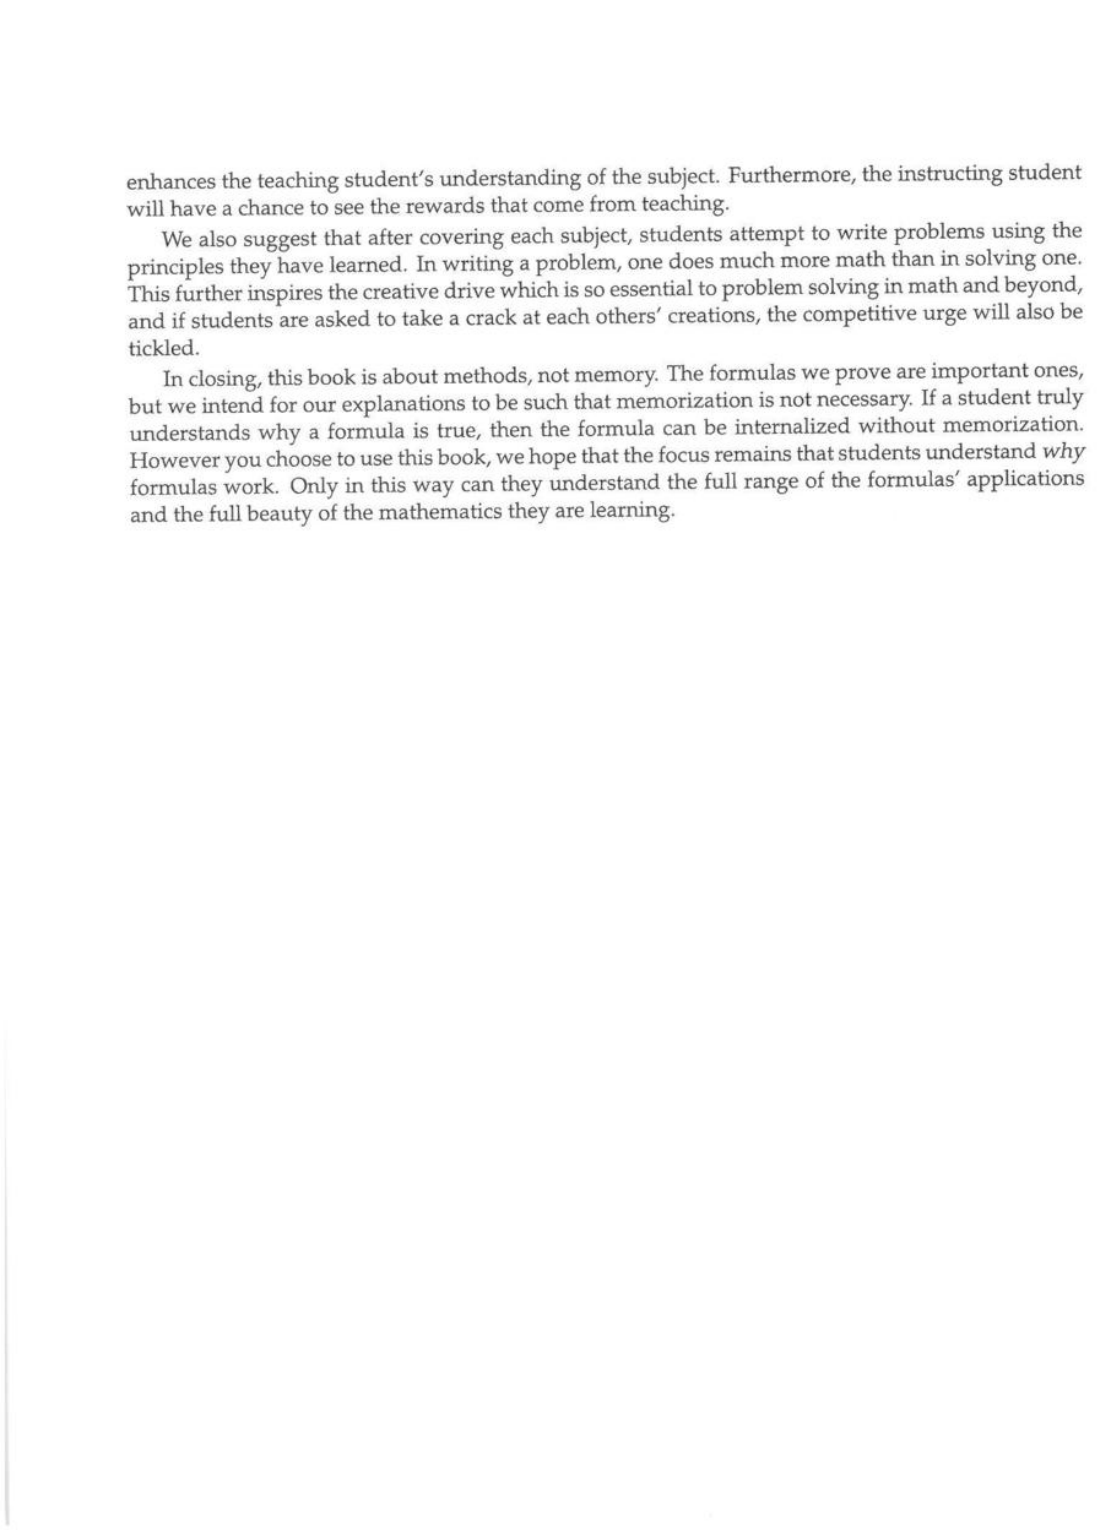 enhances the teaching student's understanding of the subject. Furthermore, the instructing student
will have a chance to see the rewards that come from teaching.
We also suggest that after covering each subject, students attempt to write problems using the
principles they have learned. In writing a problem, one does much more math than in solving one.
This further inspires the creative drive which is so essential to problem solving in math and beyond,
and if students are asked to take a crack at each others' creations, the competitive urge will also be
tickled.
In closing, this book is about methods, not memory. The formulas we prove are important ones,
but we intend for our explanations to be such that memorization is not necessary. If a student truly
understands why a formula is true, then the formula can be internalized without memorization.
However you choose to use this book, we hope that the focus remains that students understand why
formulas work. Only in this way can they understand the full range of the formulas' applications
and the full beauty of the mathematics they are learning.